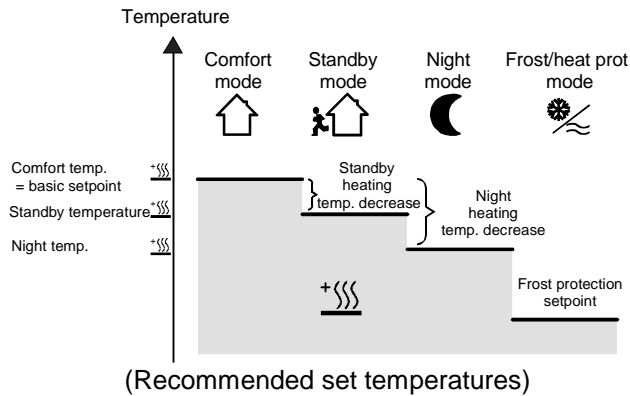 Temperature
Comfort
mode
Standby
mode
Night
mode
Frost/heat prot
mode
Comfort temp.
= basic setpoint
Standby temperature
Night temp.
Standby
heating
temp. decrease
Night
heating
temp. decrease
Frost protection
setpoint
(Recommended set temperatures)